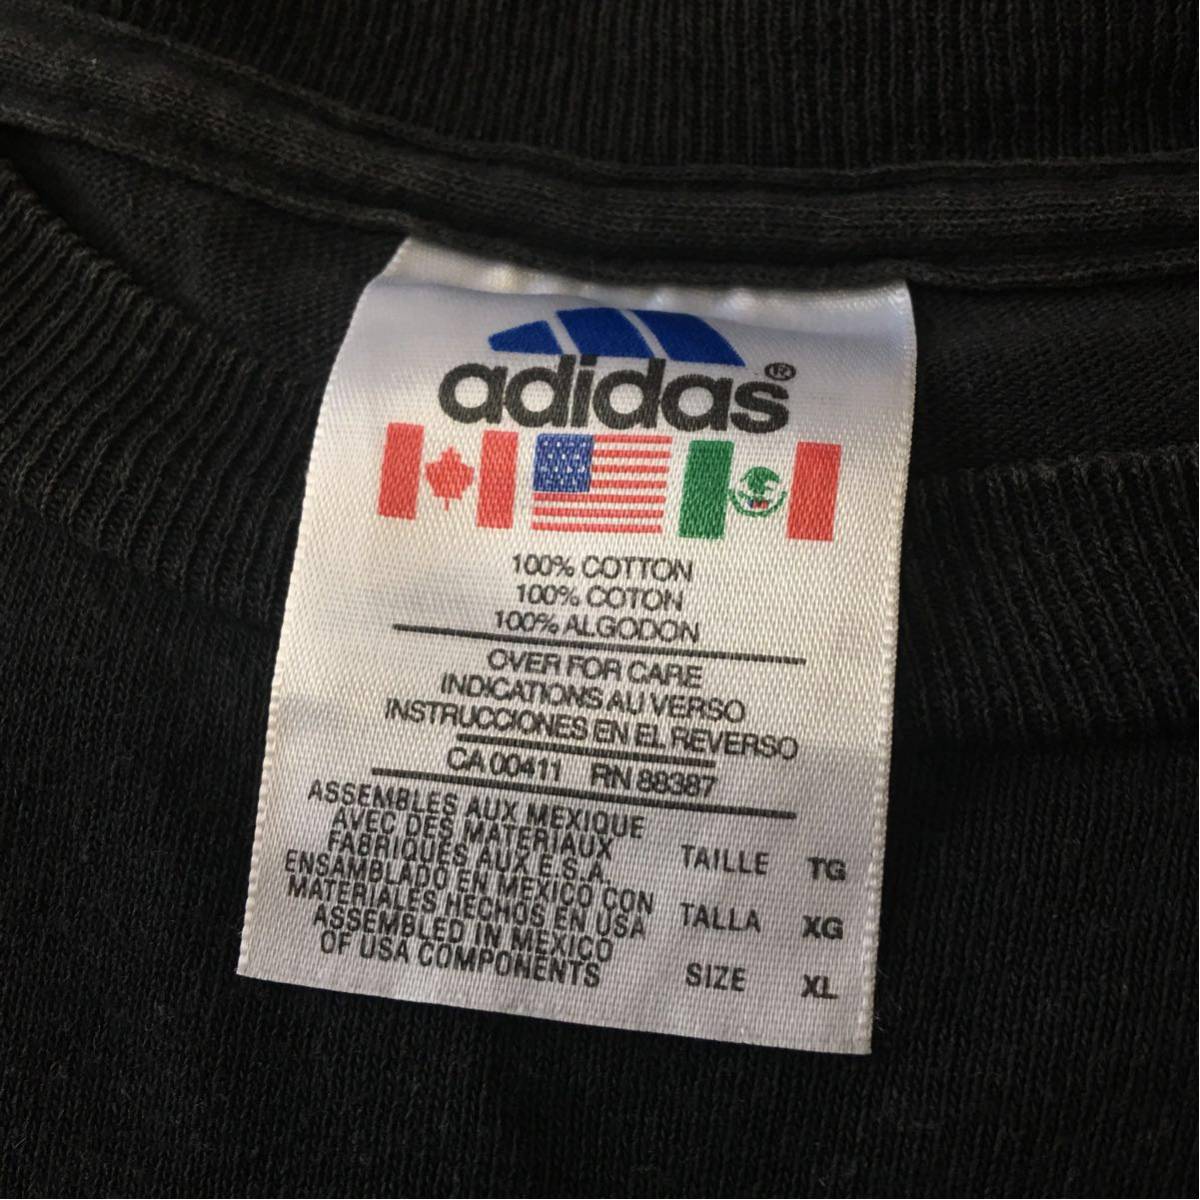 adidas®
100% COTTON
100% COTON
100% ALGODON
OVER FOR CARE
INDICATIONS AU VERSO
INSTRUCCIONES EN EL REVERSO
CA 00411 RN 88387
ASSEMBLES AUX MEXIQUE
AVEC DES MATERIAUX
FABRIQUES AUX E.S.A.
ENSAMBLADO EN MEXICO CON
MATERIALES HECHOS EN USA
ASSEMBLED IN MEXICO
OF USA COMPONENTS
TAILLE TG
TALLA XG
SIZE XL